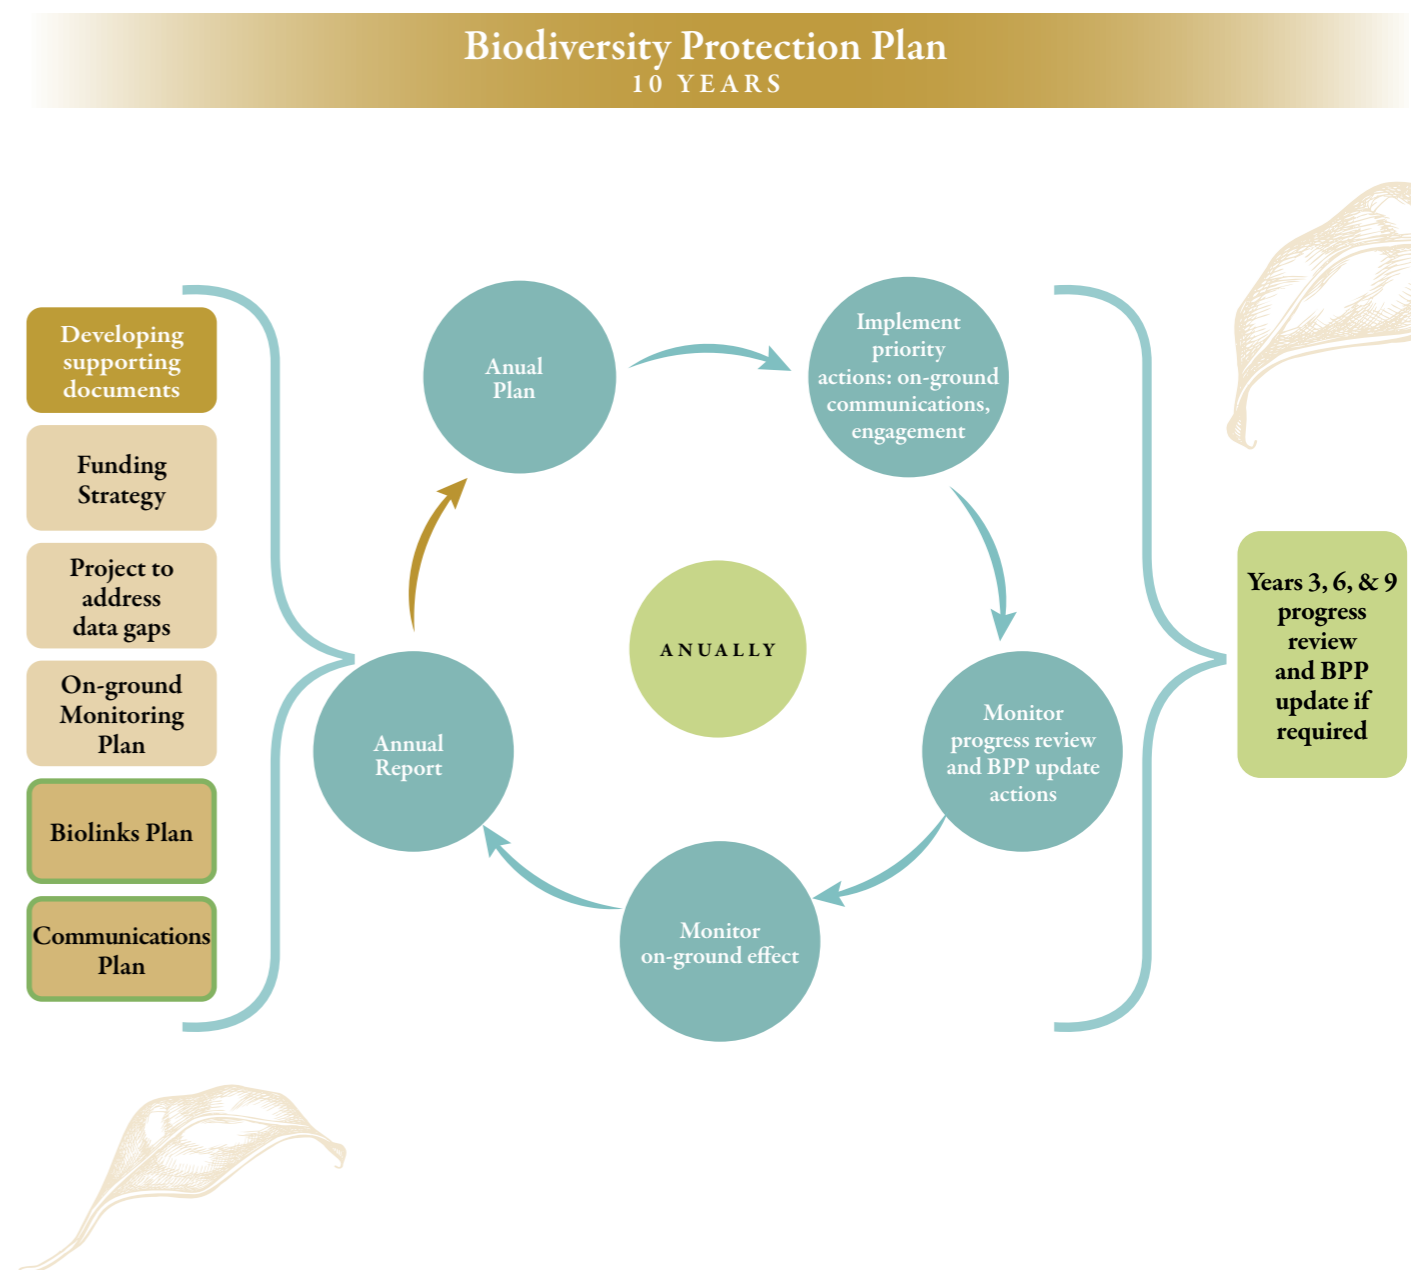 Biodiversity Protection Plan
10 YEARS
Developing
supporting
documents
Funding
Strategy
Project to
address
data gaps
On-ground
Monitoring
Plan
Biolinks Plan
Communications
Plan
Anual
Plan
Implement
priority
actions: on-ground
communications,
engagement
Monitor
progress review
and BPP update
actions
Monitor
on-ground effect
Annual
Report
ANUALLY
Years 3, 6, & 9
progress
review
and BPP
update if
required